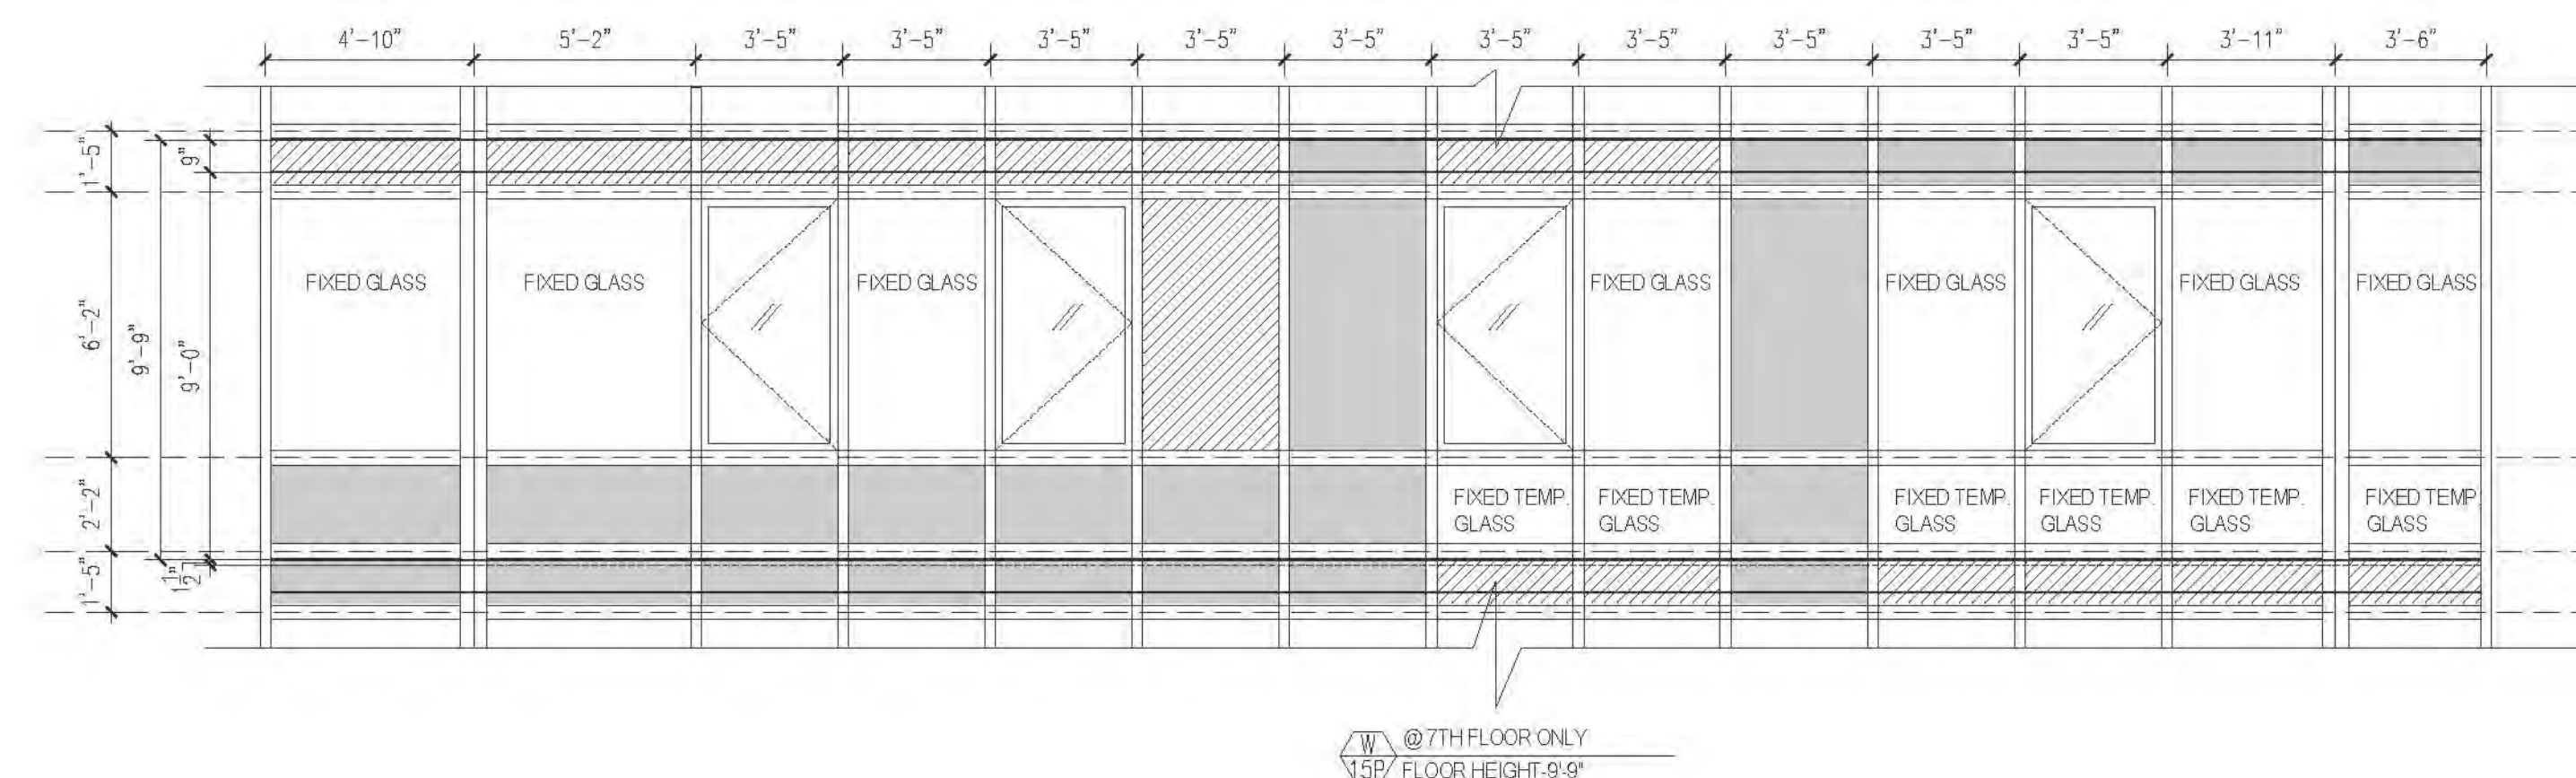 4'-10" 5'-2" 3'-5" 3'-5" 3'-5" 3'-5" 3'-5" 3'-5" 3'-5" 3'-5" 3'-5" 3'-5" 3'-11" 3'-6"
1'-5"
9"
6'-2"
9'-9"
9'-0"
2'-2"
1'-5"
1 1/2"
FIXED GLASS
FIXED GLASS
FIXED GLASS
FIXED GLASS
FIXED GLASS
FIXED GLASS
FIXED GLASS
FIXED TEMP.
GLASS
FIXED TEMP.
GLASS
FIXED TEMP.
GLASS
FIXED TEMP.
GLASS
FIXED TEMP.
GLASS
FIXED TEMP
GLASS
W
15P
@ 7TH FLOOR ONLY
FLOOR HEIGHT-9'-9"